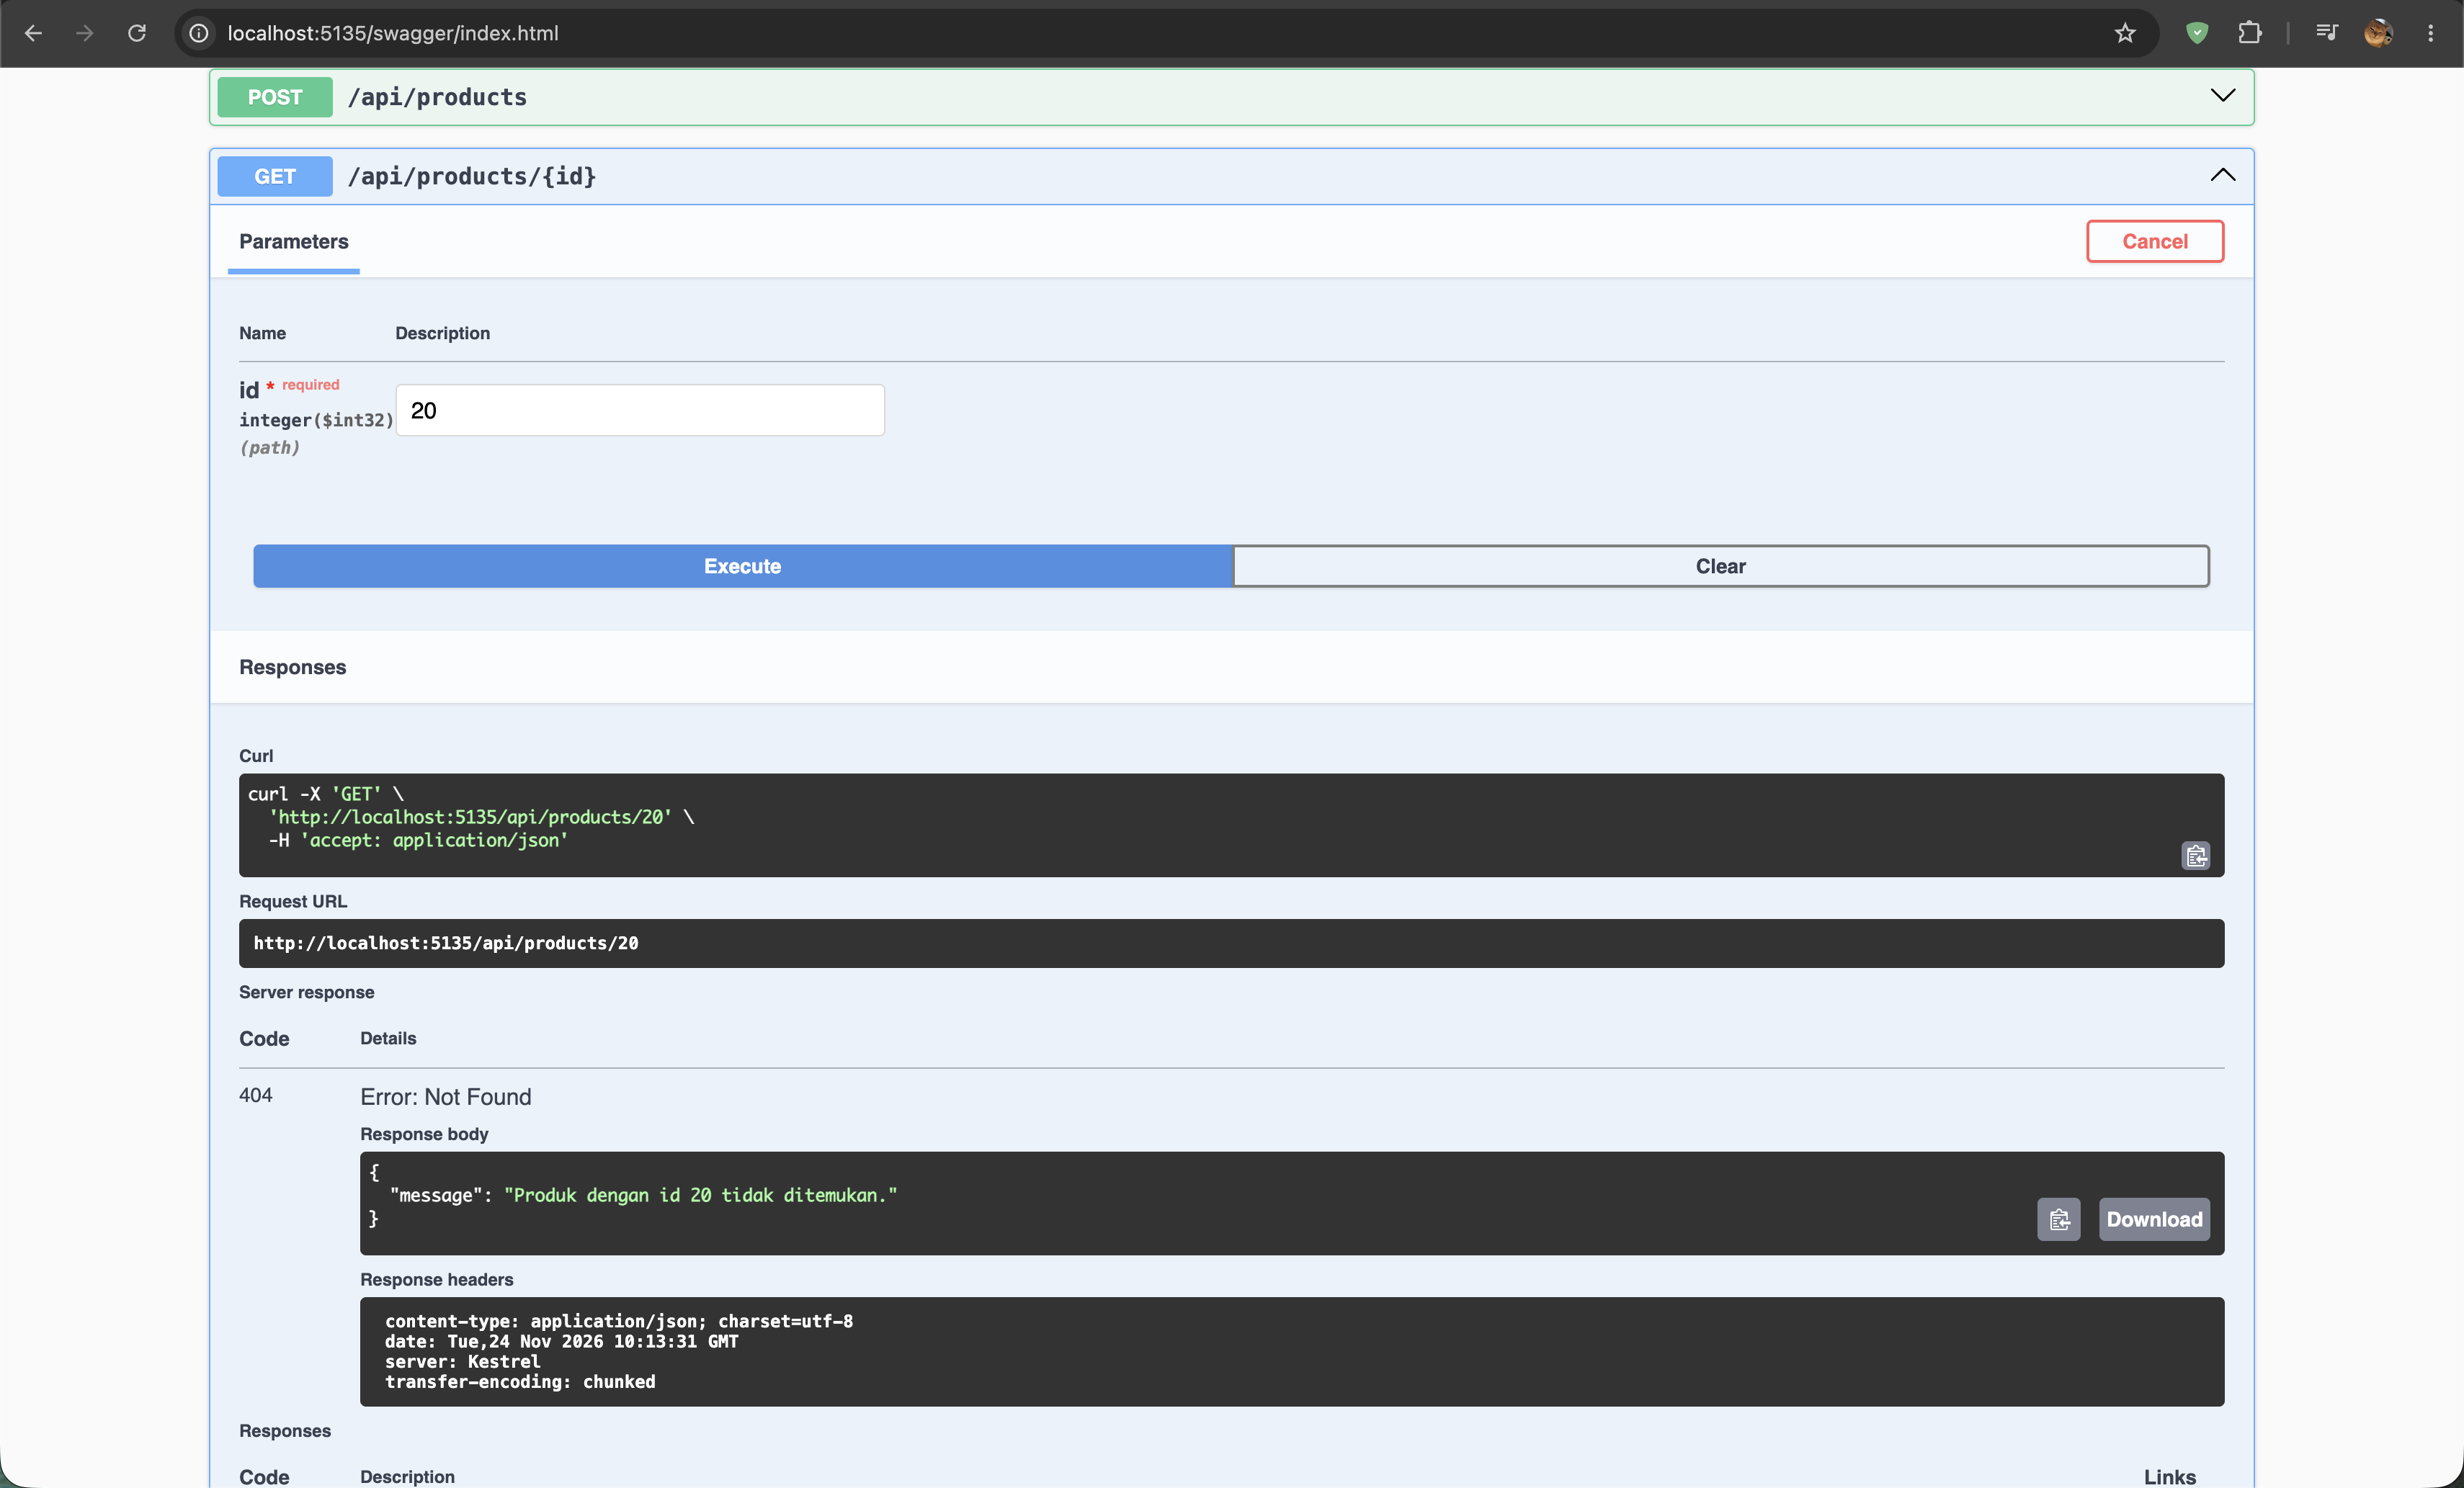 localhost:5135/swagger/index.html
POST /api/products
GET /api/products/{id}
Parameters
Cancel
Name Description
id * required
integer($int32)
(path)
20
Execute
Clear
Responses
Curl
curl -X 'GET' \
'http://localhost:5135/api/products/20' \
-H 'accept: application/json'
Request URL
http://localhost:5135/api/products/20
Server response
Code Details
404 Error: Not Found
Response body
{
"message": "Produk dengan id 20 tidak ditemukan."
}
Download
Response headers
content-type: application/json; charset=utf-8
date: Tue,24 Nov 2026 10:13:31 GMT
server: Kestrel
transfer-encoding: chunked
Responses
Code Description Links